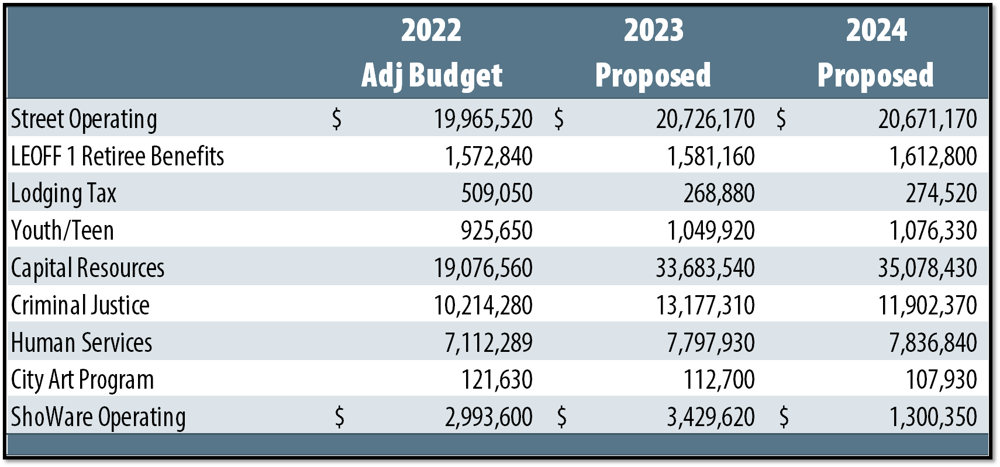 2022 2023 2024
Adj Budget Proposed Proposed
Street Operating $ 19,965,520 $ 20,726,170 $ 20,671,170
LEOFF 1 Retiree Benefits 1,572,840 1,581,160 1,612,800
Lodging Tax 509,050 268,880 274,520
Youth/Teen 925,650 1,049,920 1,076,330
Capital Resources 19,076,560 33,683,540 35,078,430
Criminal Justice 10,214,280 13,177,310 11,902,370
Human Services 7,112,289 7,797,930 7,836,840
City Art Program 121,630 112,700 107,930
ShoWare Operating $ 2,993,600 $ 3,429,620 $ 1,300,350